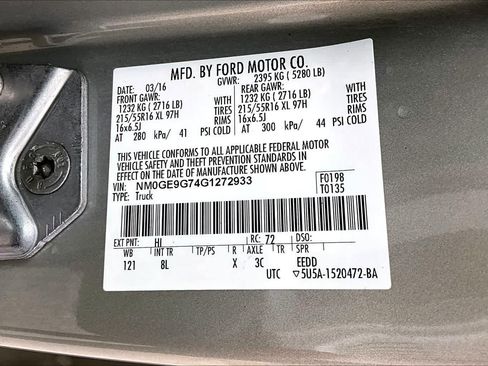 MFD. BY FORD MOTOR CO.
DATE: 03/16 GVWR: 2395 KG ( 5280 LB)
FRONT GAWR: REAR GAWR:
1232 KG ( 2716 LB) WITH 1232 KG ( 2716 LB) WITH
215/55R16 XL 97H TIRES 215/55R16 XL 97H TIRES
16x6.5J RIMS 16x6.5J RIMS
AT 280 kPa/ 41 PSI COLD AT 300 kPa/ 44 PSI COLD
THIS VEHICLE CONFORMS TO ALL APPLICABLE FEDERAL MOTOR
VEHICLE SAFETY AND THEFT PREVENTION STANDARDS IN
EFFECT ON THE DATE OF MANUFACTURE SHOWN ABOVE.
VIN: NM0GE9G74G1272933 F0198
TYPE: Truck T0135
EXT PNT: HI RC: 72 DSO:
WB INT TR TP/PS R AXLE TR SPR
121 8L X 3C EEDD
UTC ▽5U5A-1520472-BA